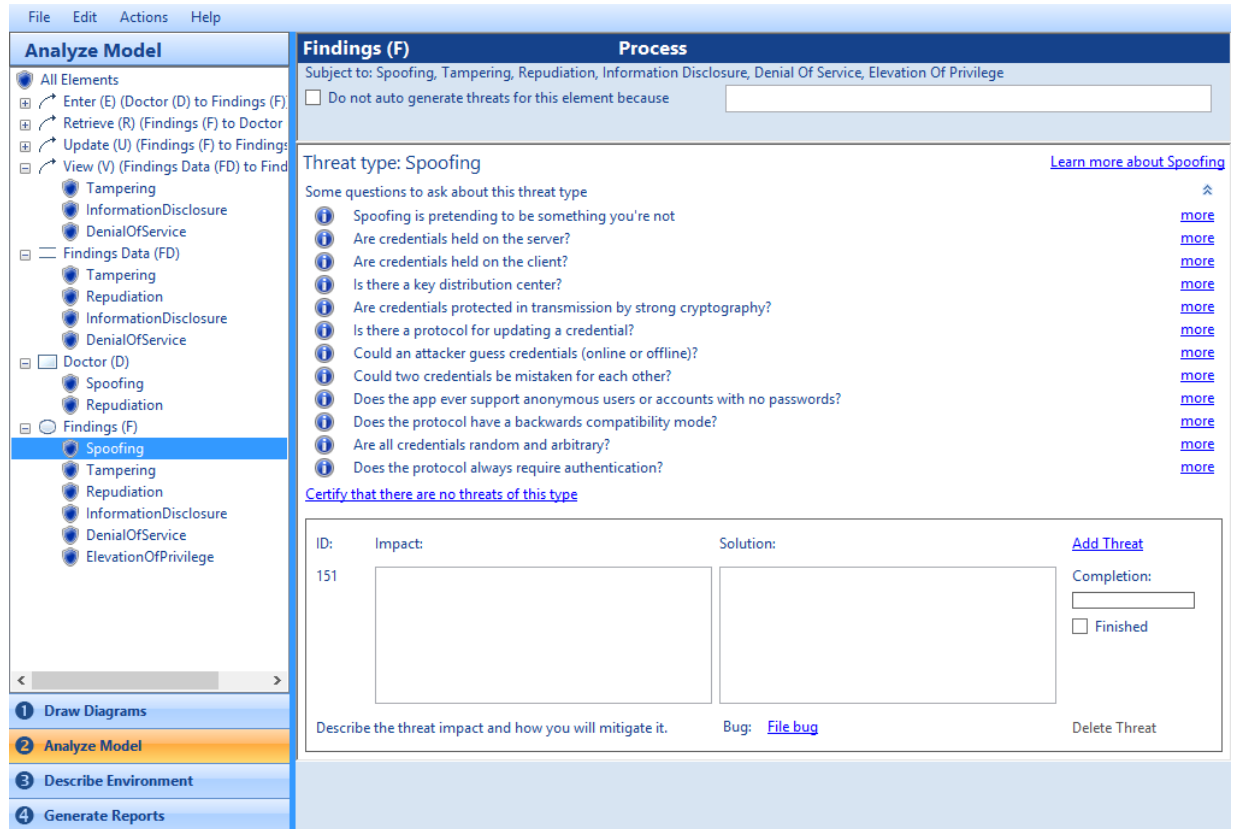 File Edit Actions Help
Analyze Model
All Elements
Enter (E) (Doctor (D) to Findings (F)
Retrieve (R) (Findings (F) to Doctor
Update (U) (Findings (F) to Findings
View (V) (Findings Data (FD) to Find
Tampering
InformationDisclosure
DenialOfService
Findings Data (FD)
Tampering
Repudiation
InformationDisclosure
DenialOfService
Doctor (D)
Spoofing
Repudiation
Findings (F)
Spoofing
Tampering
Repudiation
InformationDisclosure
DenialOfService
ElevationOfPrivilege
1 Draw Diagrams
2 Analyze Model
3 Describe Environment
4 Generate Reports
Findings (F) Process
Subject to: Spoofing, Tampering, Repudiation, Information Disclosure, Denial Of Service, Elevation Of Privilege
Do not auto generate threats for this element because
Threat type: Spoofing Learn more about Spoofing
Some questions to ask about this threat type
Spoofing is pretending to be something you're not more
Are credentials held on the server? more
Are credentials held on the client? more
Is there a key distribution center? more
Are credentials protected in transmission by strong cryptography? more
Is there a protocol for updating a credential? more
Could an attacker guess credentials (online or offline)? more
Could two credentials be mistaken for each other? more
Does the app ever support anonymous users or accounts with no passwords? more
Does the protocol have a backwards compatibility mode? more
Are all credentials random and arbitrary? more
Does the protocol always require authentication? more
Certify that there are no threats of this type
ID: Impact: Solution: Add Threat
151 Completion:
Finished
Describe the threat impact and how you will mitigate it. Bug: File bug Delete Threat